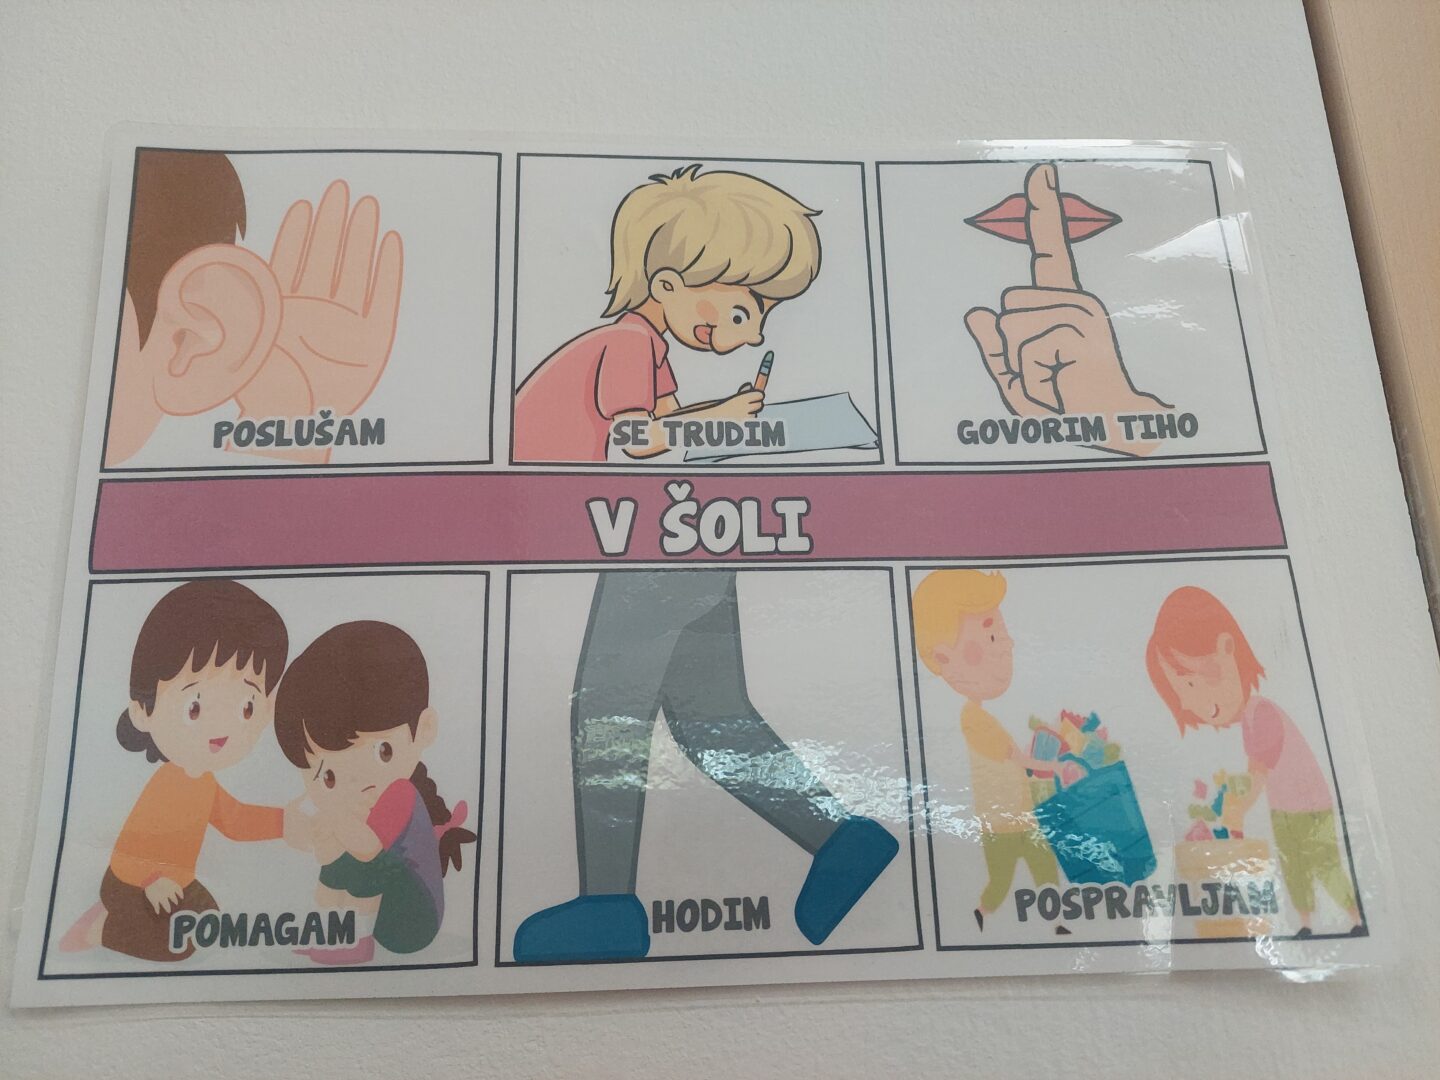 POSLUŠAM
SE TRUDIM
GOVORIM TIHO
V ŠOLI
POMAGAM
HODIM
POSPRAVLJAM